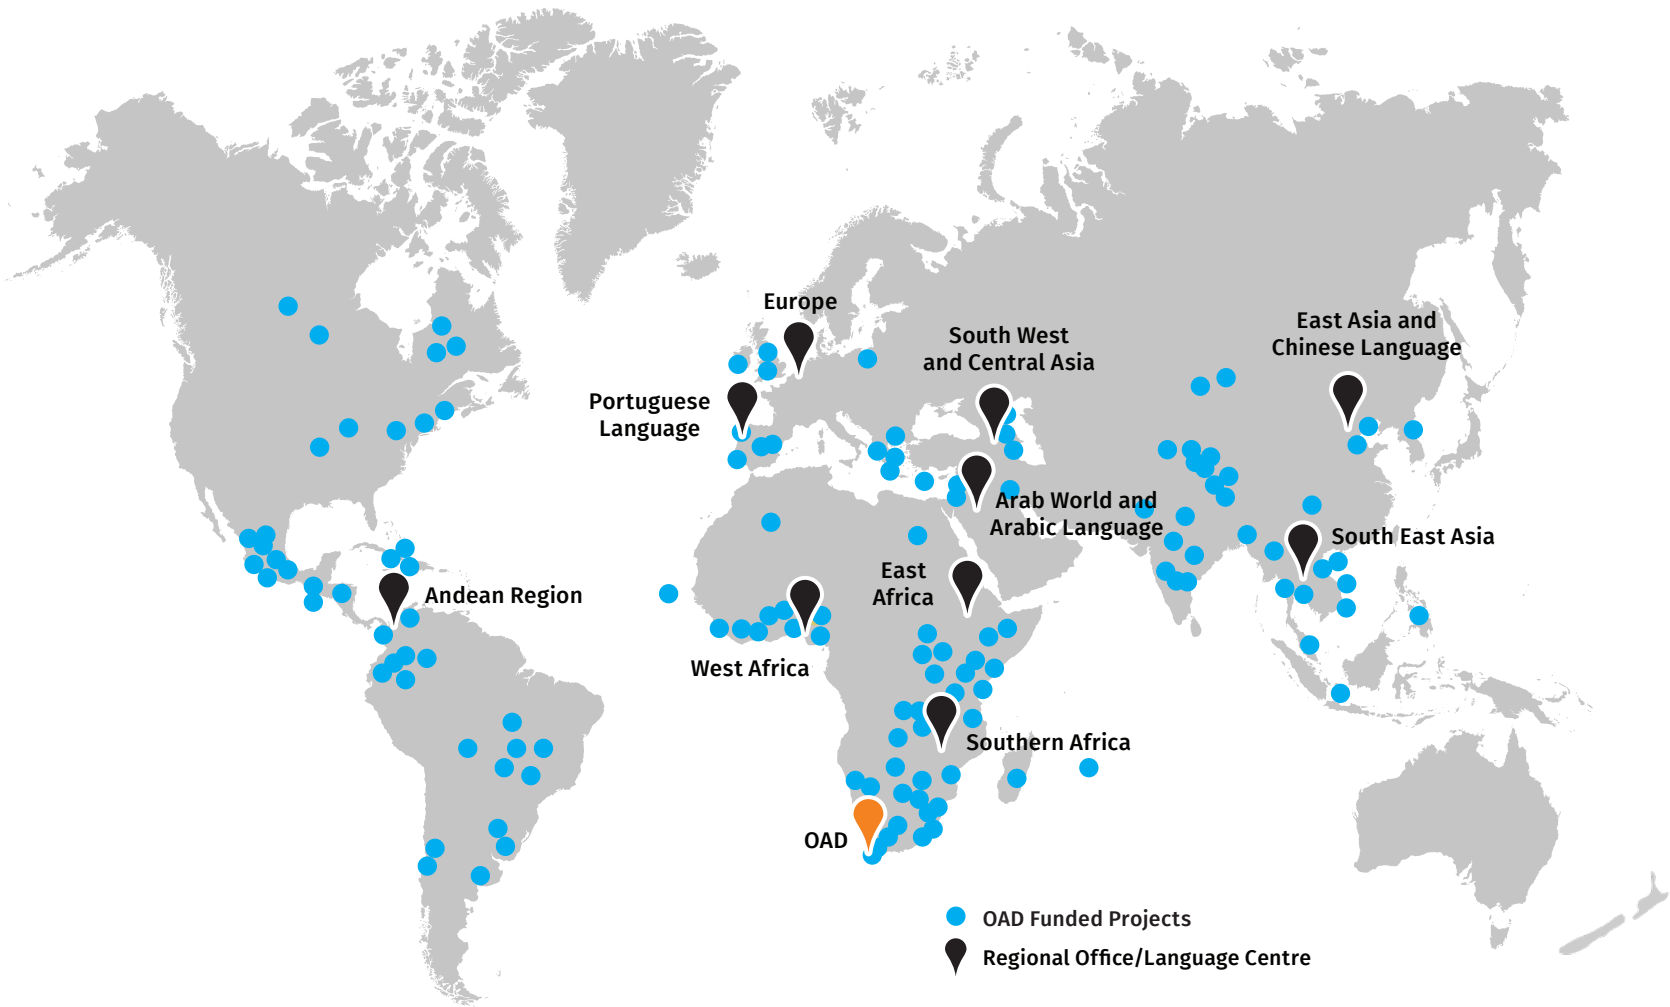 Europe
South West
and Central Asia
East Asia and
Chinese Language
Portuguese
Language
Arab World and
Arabic Language
South East Asia
East
Africa
Andean Region
West Africa
Southern Africa
OAD
OAD Funded Projects
Regional Office/Language Centre